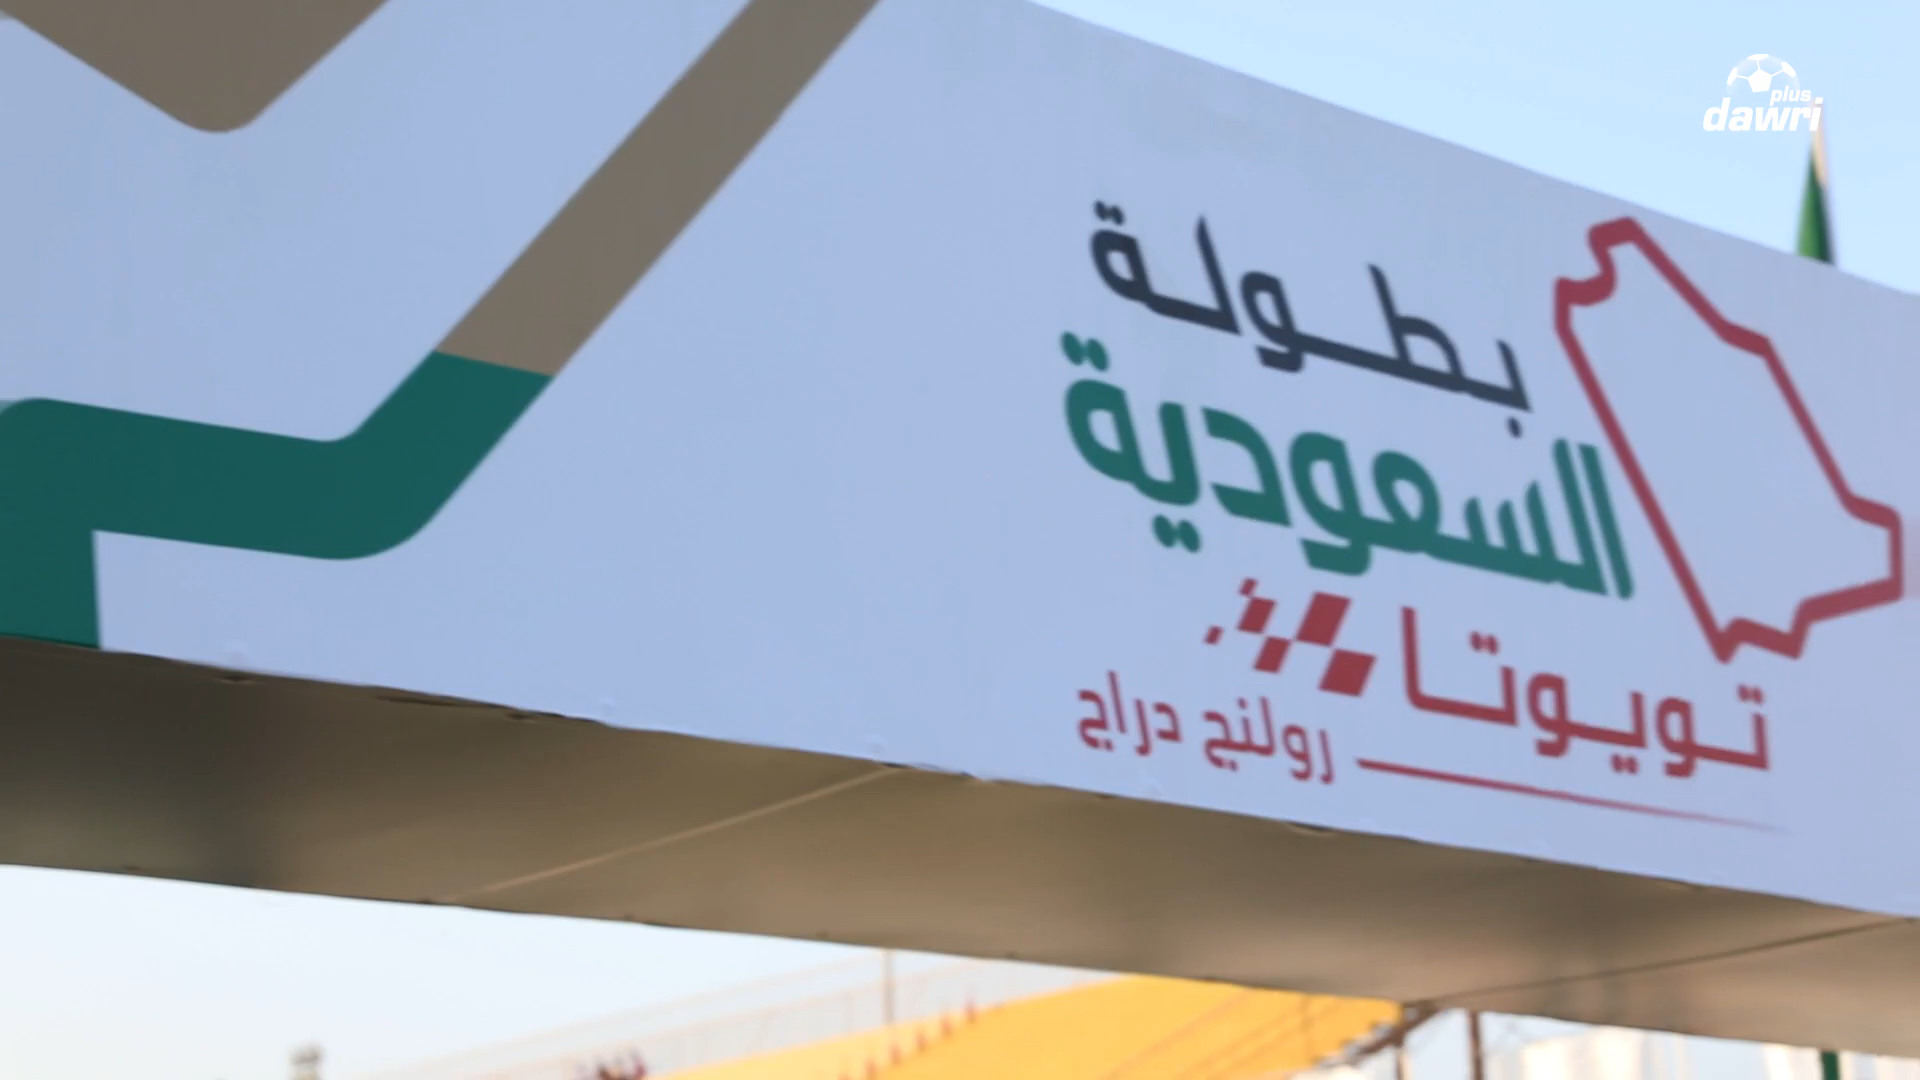 plus
dawri
بطولة
السعودية
تويوتا
رولنج دراج